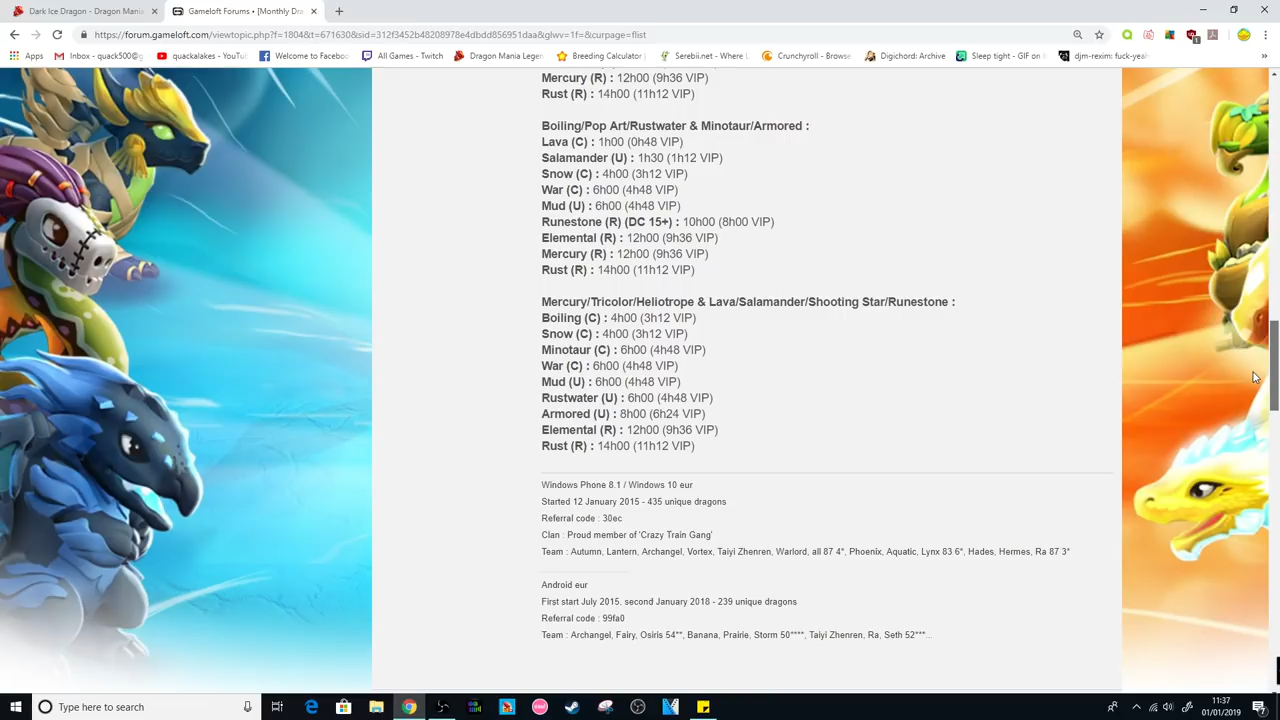 Dark Ice Dragon - Dragon Mania
Gameloft Forums • [Monthly Dra
https://forum.gameloft.com/viewtopic.php?f=1804&t=671630&sid=312f3452b48208978e4dbdd856951daa&glwv=1f=&curpage=flist
Apps Inbox - quack500@g quackalakes - YouTu Welcome to Faceboo All Games - Twitch Dragon Mania Legen Breeding Calculator Serebii.net - Where L Crunchyroll - Browse Digichord: Archive Sleep tight - GIF on I djm-rexim: fuck-yeah
Mercury (R) : 12h00 (9h36 VIP)
Rust (R) : 14h00 (11h12 VIP)
Boiling/Pop Art/Rustwater & Minotaur/Armored :
Lava (C) : 1h00 (0h48 VIP)
Salamander (U) : 1h30 (1h12 VIP)
Snow (C) : 4h00 (3h12 VIP)
War (C) : 6h00 (4h48 VIP)
Mud (U) : 6h00 (4h48 VIP)
Runestone (R) (DC 15+) : 10h00 (8h00 VIP)
Elemental (R) : 12h00 (9h36 VIP)
Mercury (R) : 12h00 (9h36 VIP)
Rust (R) : 14h00 (11h12 VIP)
Mercury/Tricolor/Heliotrope & Lava/Salamander/Shooting Star/Runestone :
Boiling (C) : 4h00 (3h12 VIP)
Snow (C) : 4h00 (3h12 VIP)
Minotaur (C) : 6h00 (4h48 VIP)
War (C) : 6h00 (4h48 VIP)
Mud (U) : 6h00 (4h48 VIP)
Rustwater (U) : 6h00 (4h48 VIP)
Armored (U) : 8h00 (6h24 VIP)
Elemental (R) : 12h00 (9h36 VIP)
Rust (R) : 14h00 (11h12 VIP)
Windows Phone 8.1 / Windows 10 eur
Started 12 January 2015 - 435 unique dragons
Referral code : 30ec
Clan : Proud member of 'Crazy Train Gang'
Team : Autumn, Lantern, Archangel, Vortex, Taiyi Zhenren, Warlord, all 87 4*, Phoenix, Aquatic, Lynx 83 6*, Hades, Hermes, Ra 87 3*
Android eur
First start July 2015, second January 2018 - 239 unique dragons
Referral code : 99fa0
Team : Archangel, Fairy, Osiris 54**, Banana, Prairie, Storm 50****, Taiyi Zhenren, Ra, Seth 52***...
Type here to search
11:37
01/01/2019